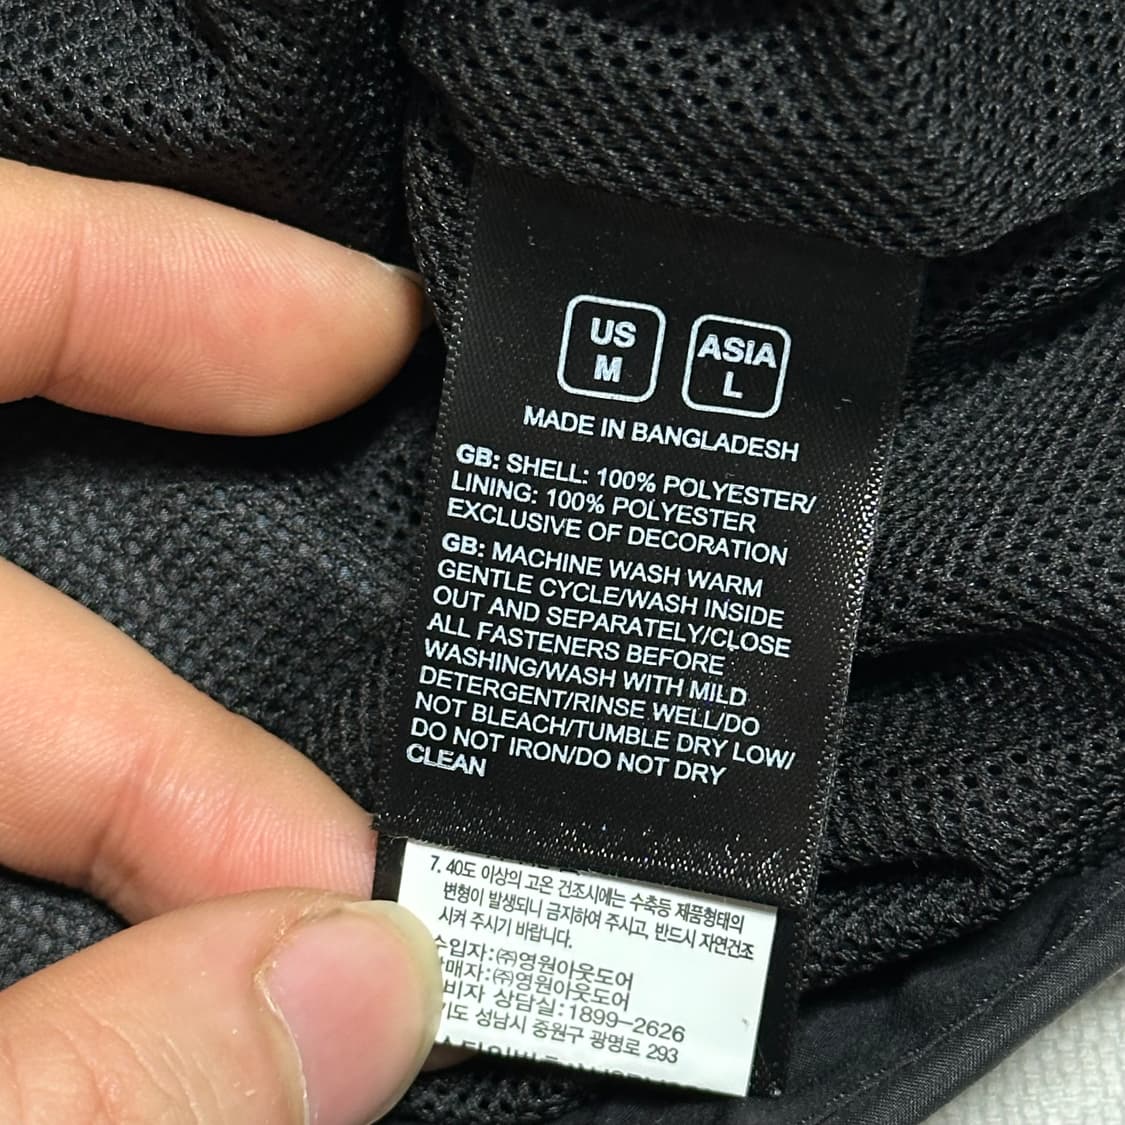 US
M
ASIA
L
MADE IN BANGLADESH
GB: SHELL: 100% POLYESTER/
LINING: 100% POLYESTER
EXCLUSIVE OF DECORATION
GB: MACHINE WASH WARM
GENTLE CYCLE/WASH INSIDE
OUT AND SEPARATELY/CLOSE
ALL FASTENERS BEFORE
WASHING/WASH WITH MILD
DETERGENT/RINSE WELL/DO
NOT BLEACH/TUMBLE DRY LOW/
DO NOT IRON/DO NOT DRY
CLEAN
7. 40도 이상의 고온 건조시에는 수축등 제품형태의
변형이 발생되니 금지하여 주시고, 반드시 자연건조
시켜 주시기 바랍니다.
수입자:㈜영원아웃도어
매자:㈜영원아웃도어
비자 상담실:1899-2626
기도 성남시 중원구 광명로 293